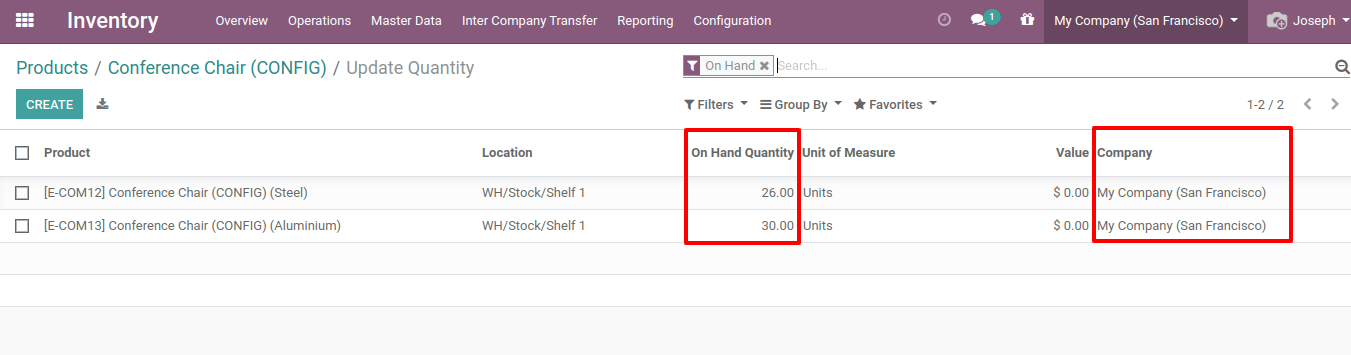 Inventory Overview Operations Master Data Inter Company Transfer Reporting Configuration 1 My Company (San Francisco) Joseph
Products / Conference Chair (CONFIG) / Update Quantity On Hand Search...
CREATE Filters Group By Favorites 1-2 / 2
Product Location On Hand Quantity Unit of Measure Value Company
[E-COM12] Conference Chair (CONFIG) (Steel) WH/Stock/Shelf 1 26.00 Units $ 0.00 My Company (San Francisco)
[E-COM13] Conference Chair (CONFIG) (Aluminium) WH/Stock/Shelf 1 30.00 Units $ 0.00 My Company (San Francisco)